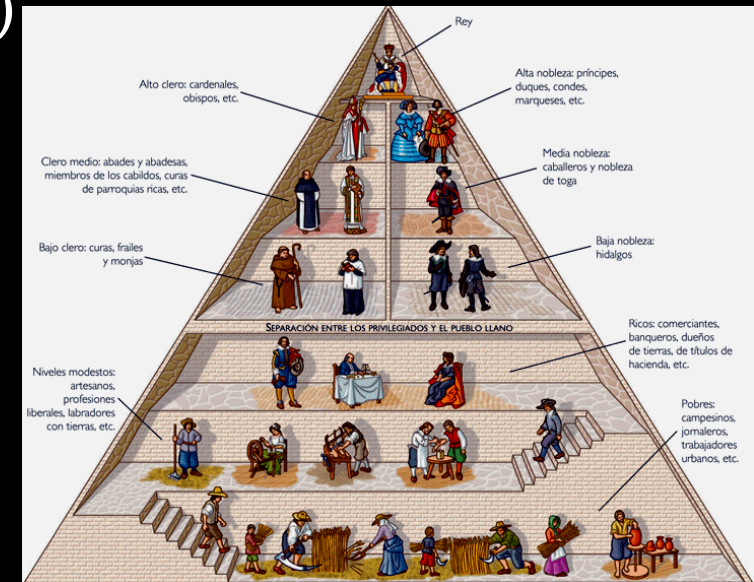 )
Rey
Alto clero: cardenales,
obispos, etc.
Alta nobleza: príncipes,
duques, condes,
marqueses, etc.
Clero medio: abades y abadesas,
miembros de los cabildos, curas
de parroquias ricas, etc.
Media nobleza:
caballeros y nobleza
de toga
Bajo clero: curas, frailes
y monjas
Baja nobleza:
hidalgos
SEPARACIÓN ENTRE LOS PRIVILEGIADOS Y EL PUEBLO LLANO
Ricos: comerciantes,
banqueros, dueños
de tierras, de títulos de
hacienda, etc.
Niveles modestos:
artesanos,
profesiones
liberales, labradores
con tierras, etc.
Pobres:
campesinos,
jornaleros,
trabajadores
urbanos, etc.